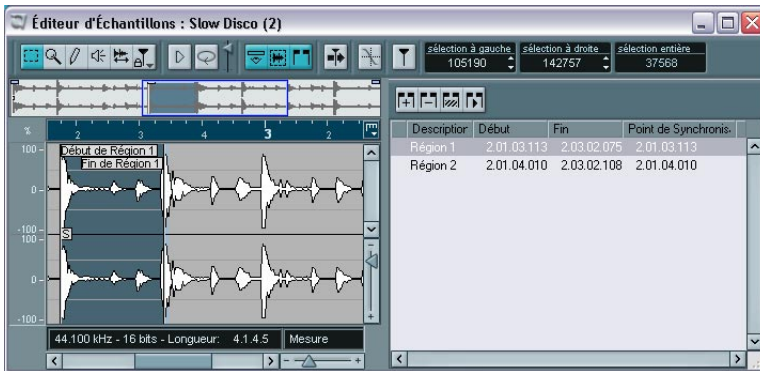 Éditeur d'Échantillons : Slow Disco (2)
sélection à gauche sélection à droite sélection entière
105190 142757 37568
% 2 3 4 3 2
Description Début Fin Point de Synchronis.
Région 1 2.01.03.113 2.03.02.075 2.01.03.113
Région 2 2.01.04.010 2.03.02.108 2.01.04.010
100
Début de Région 1
Fin de Région 1
0
-100
100
S
0
-100
44.100 kHz - 16 bits - Longueur: 4.1.4.5 Mesure